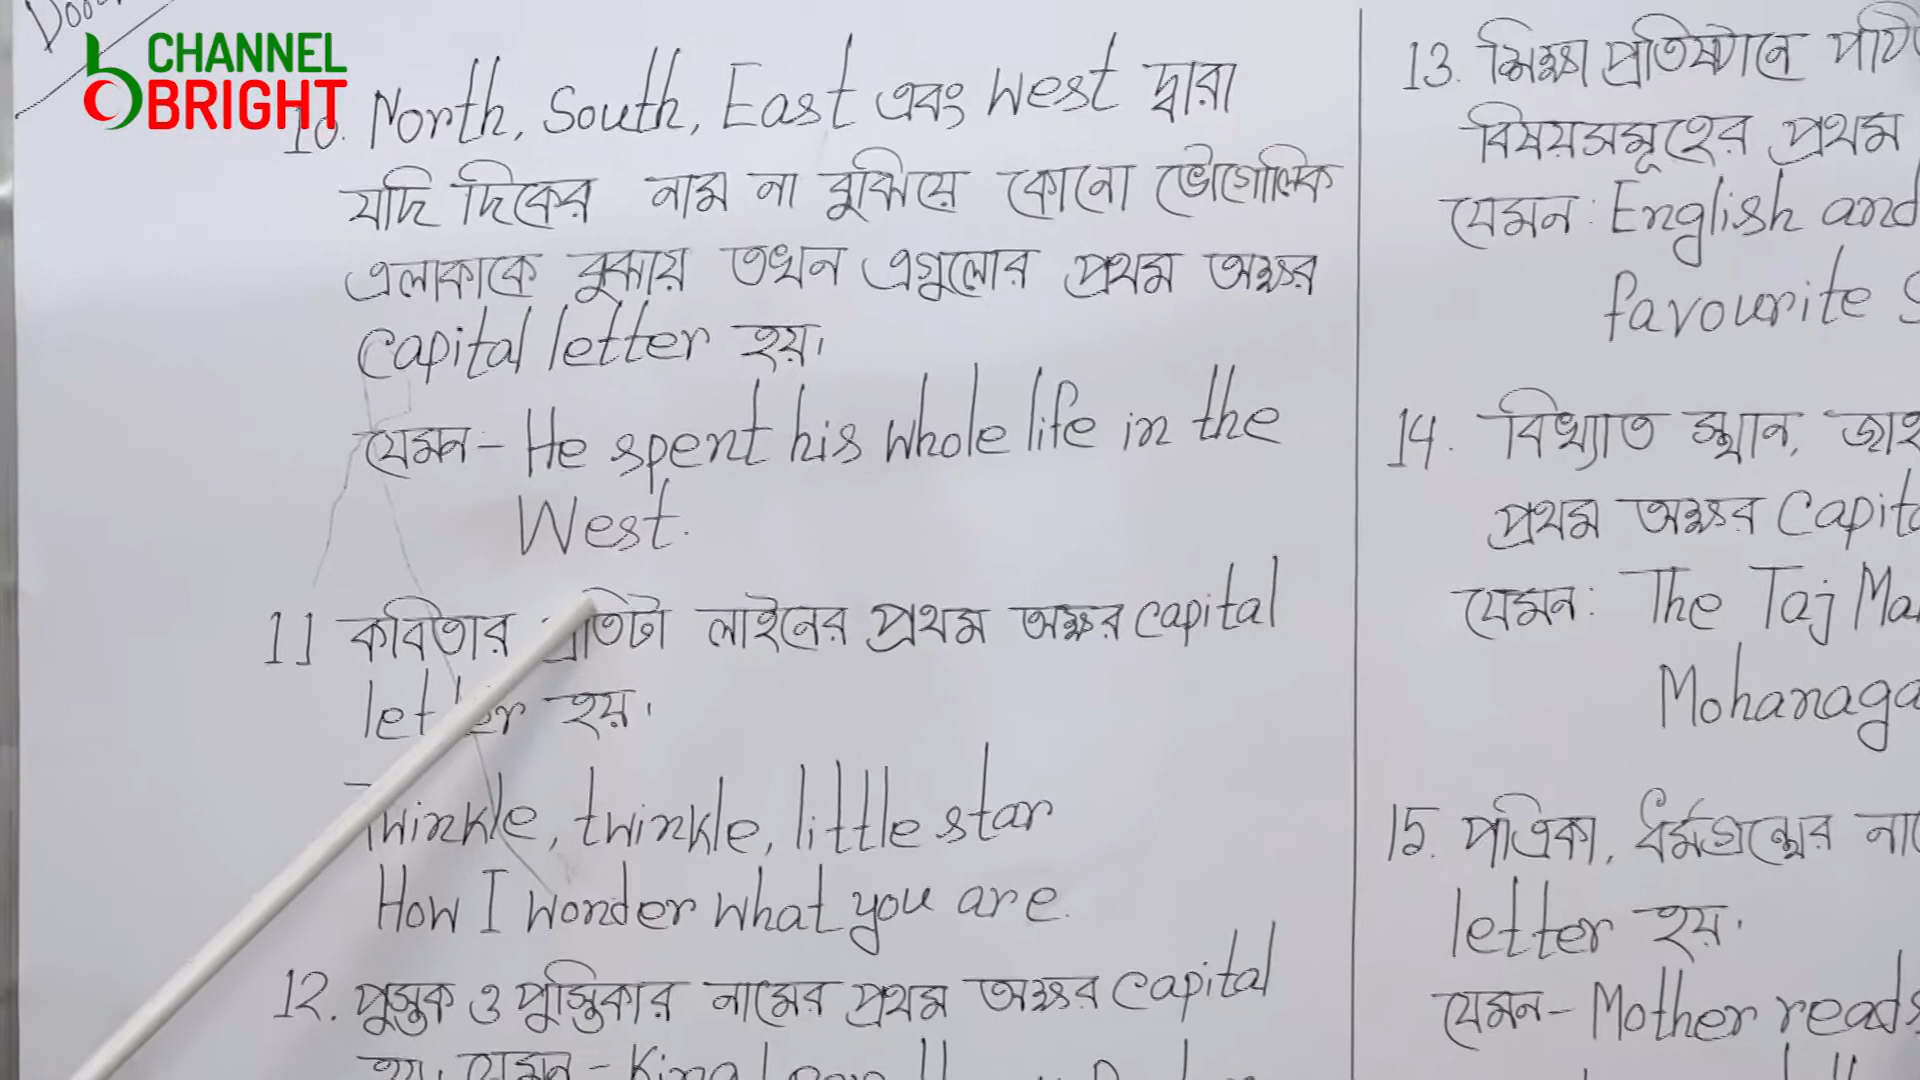 CHANNEL
BRIGHT
10. North, South, East এবং West দ্বারা
যদি দিকের নাম না বুঝিয়ে কোনো ভৌগোলিক
এলাকাকে বুঝায় তখন এগুলোর প্রথম অক্ষর
capital letter হয়।
যেমন- He spent his whole life in the
West.
11 কবিতার প্রতিটা লাইনের প্রথম অক্ষর capital
letter হয়।
Twinkle, twinkle, little star
How I wonder what you are.
12. পুস্তক ও পুস্তিকার নামের প্রথম অক্ষর capital
হয়। যেমন-
13. শিক্ষা প্রতিষ্ঠানে
বিষয়সমূহের প্রথম
যেমন: English and
favourite
14. বিখ্যাত স্থান,
প্রথম অক্ষর
যেমন: The Taj
15. পত্রিকা, ধর্মগ্রন্থের
letter হয়।
যেমন- Mother reads